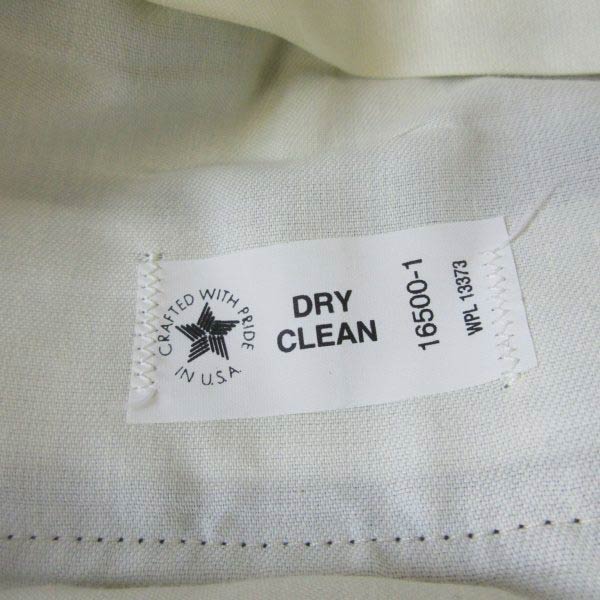 CRAFTED WITH PRIDE
IN U.S.A.
DRY
CLEAN
16500-1
WPL 13373